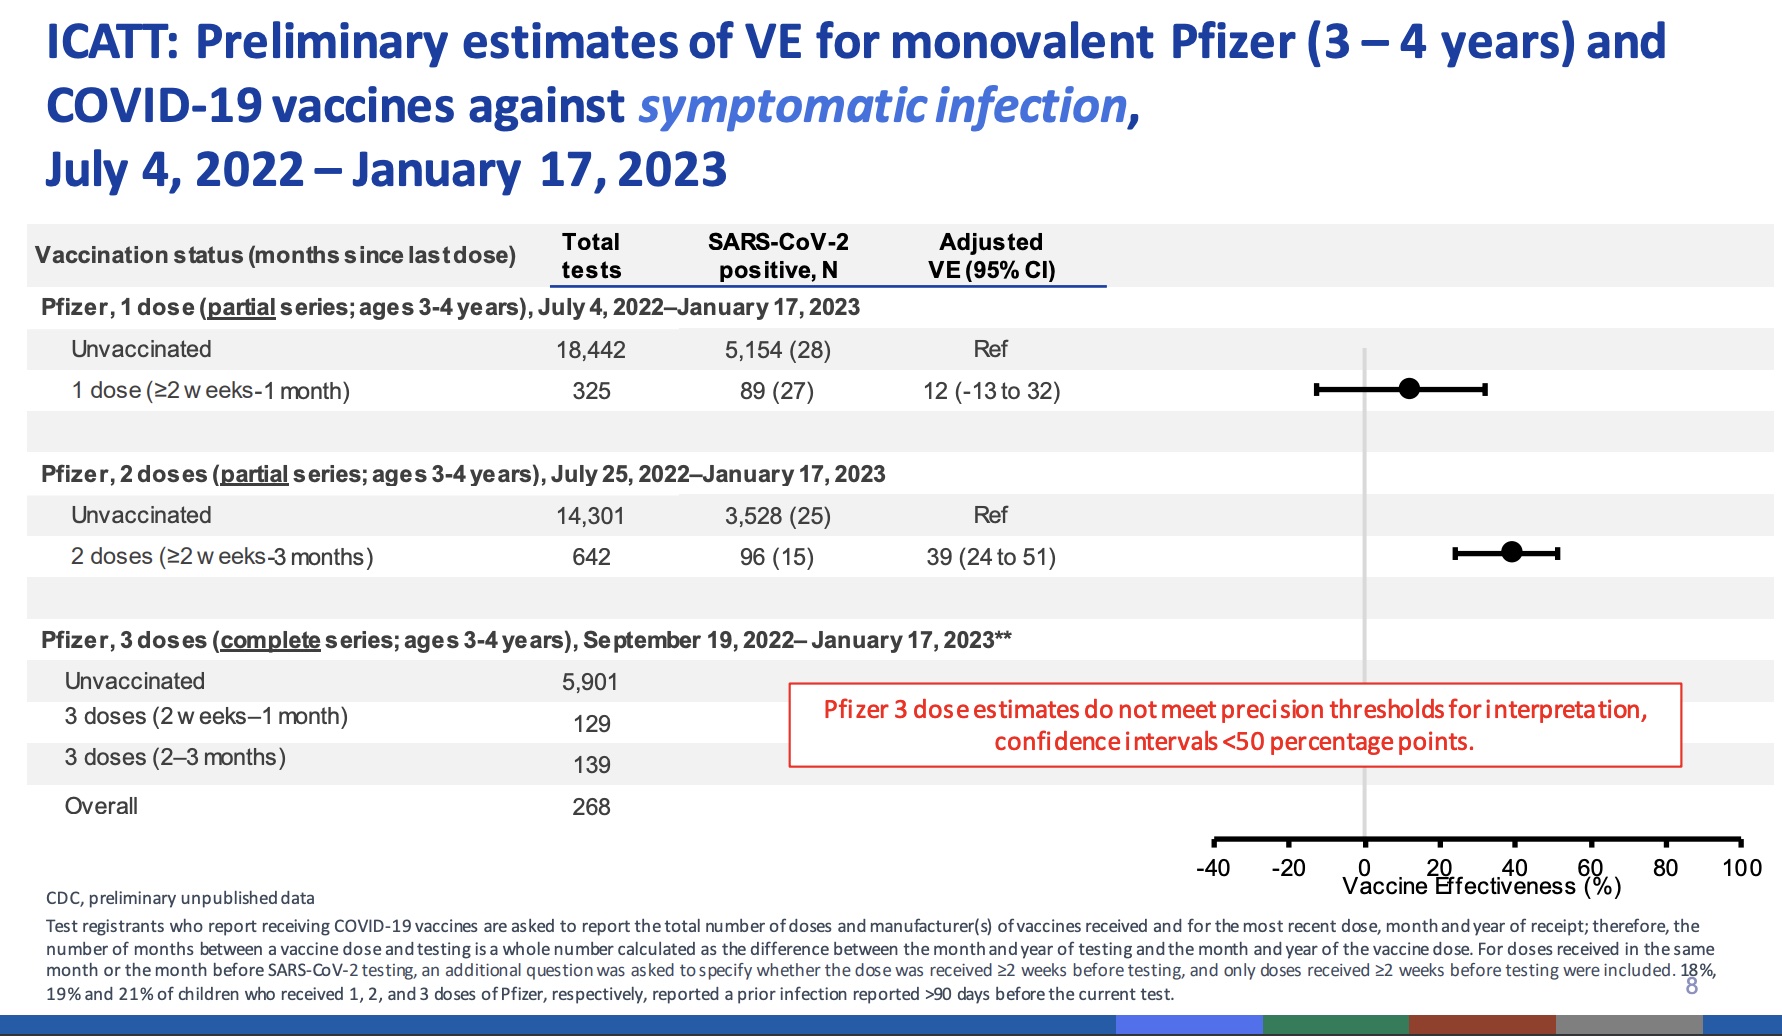 ICATT: Preliminary estimates of VE for monovalent Pfizer (3 – 4 years) and
COVID-19 vaccines against symptomatic infection,
July 4, 2022 – January 17, 2023
Vaccination status (months since last dose) Total tests SARS-CoV-2 positive, N Adjusted VE (95% CI)
Pfizer, 1 dose (partial series; ages 3-4 years), July 4, 2022–January 17, 2023
Unvaccinated 18,442 5,154 (28) Ref
1 dose (≥2 weeks-1 month) 325 89 (27) 12 (-13 to 32)
Pfizer, 2 doses (partial series; ages 3-4 years), July 25, 2022–January 17, 2023
Unvaccinated 14,301 3,528 (25) Ref
2 doses (≥2 weeks-3 months) 642 96 (15) 39 (24 to 51)
Pfizer, 3 doses (complete series; ages 3-4 years), September 19, 2022– January 17, 2023**
Unvaccinated 5,901
3 doses (2 weeks–1 month) 129
3 doses (2–3 months) 139
Overall 268
Pfizer 3 dose estimates do not meet precision thresholds for interpretation,
confidence intervals <50 percentage points.
-40 -20 0 20 40 60 80 100
Vaccine Effectiveness (%)
CDC, preliminary unpublished data
Test registrants who report receiving COVID-19 vaccines are asked to report the total number of doses and manufacturer(s) of vaccines received and for the most recent dose, month and year of receipt; therefore, the
number of months between a vaccine dose and testing is a whole number calculated as the difference between the month and year of testing and the month and year of the vaccine dose. For doses received in the same
month or the month before SARS-CoV-2 testing, an additional question was asked to specify whether the dose was received ≥2 weeks before testing, and only doses received ≥2 weeks before testing were included. 18%,
19% and 21% of children who received 1, 2, and 3 doses of Pfizer, respectively, reported a prior infection reported >90 days before the current test.
8